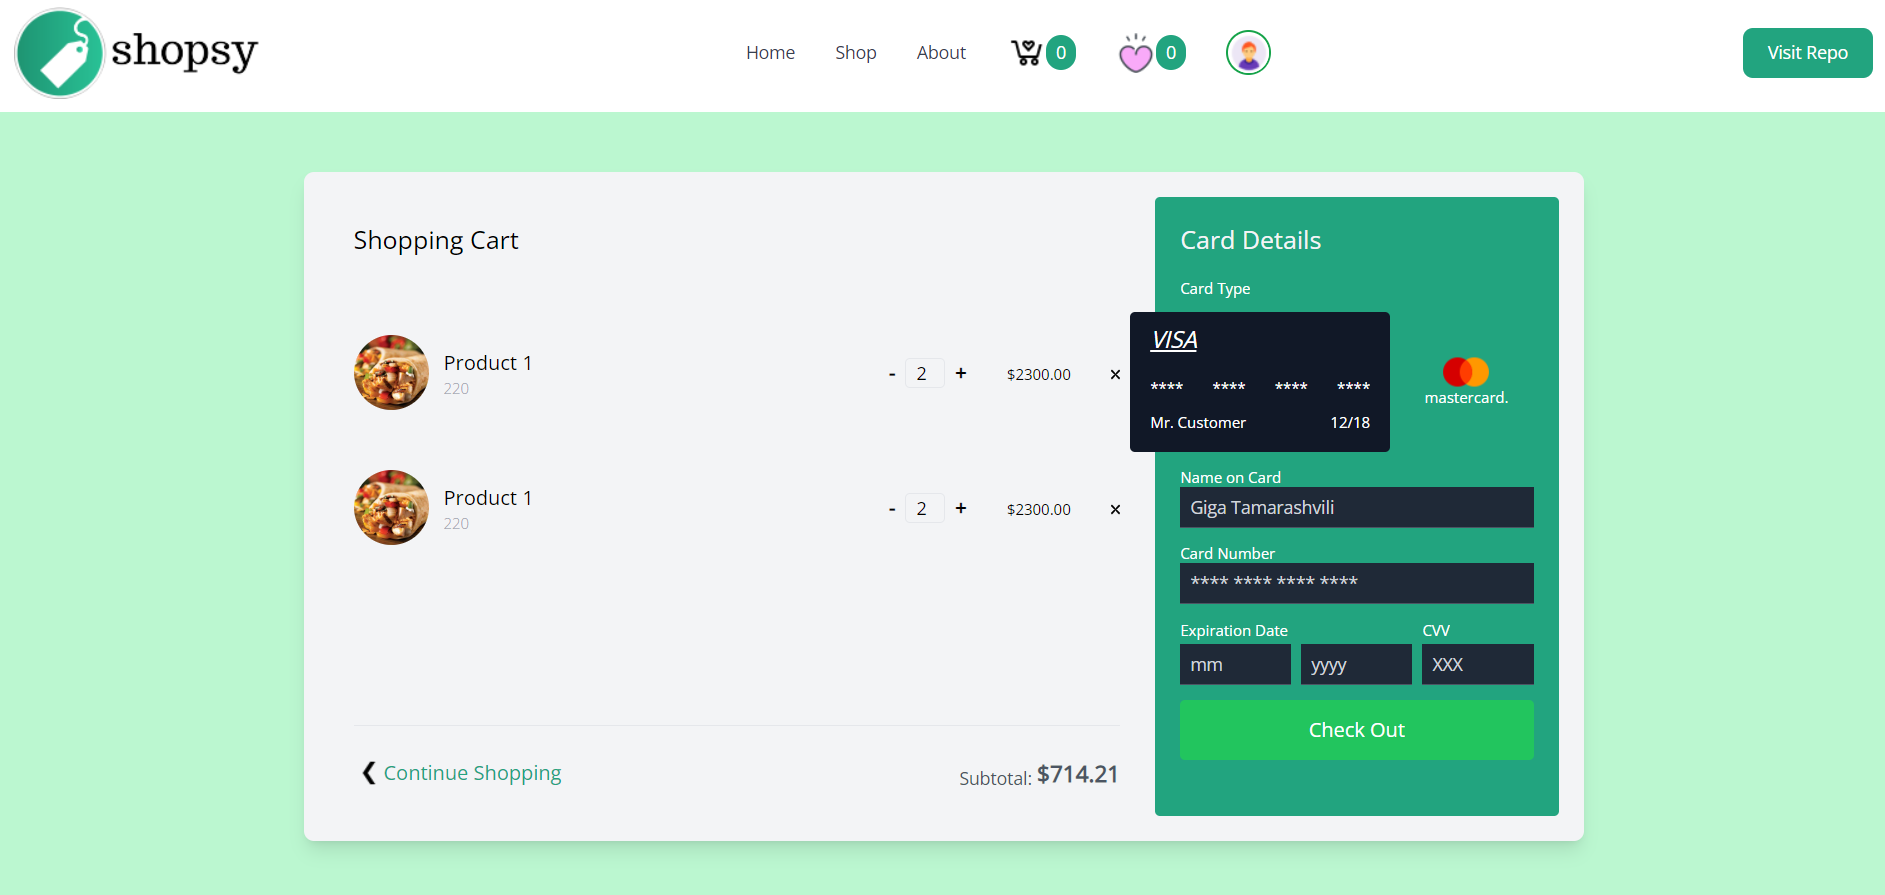 shopsy
Home
Shop
About
0
0
Visit Repo
Shopping Cart
Product 1
220
- 2 + $2300.00 ×
Product 1
220
- 2 + $2300.00 ×
❮ Continue Shopping
Subtotal: $714.21
Card Details
Card Type
VISA
**** **** **** ****
Mr. Customer 12/18
mastercard.
Name on Card
Giga Tamarashvili
Card Number
**** **** **** ****
Expiration Date CVV
mm yyyy XXX
Check Out